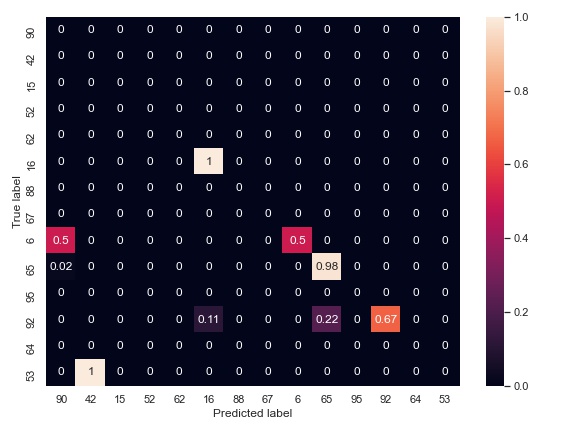 90 0 0 0 0 0 0 0 0 0 0 0 0 0 0
42 0 0 0 0 0 0 0 0 0 0 0 0 0 0
15 0 0 0 0 0 0 0 0 0 0 0 0 0 0
52 0 0 0 0 0 0 0 0 0 0 0 0 0 0
62 0 0 0 0 0 0 0 0 0 0 0 0 0 0
16 0 0 0 0 0 1 0 0 0 0 0 0 0 0
88 0 0 0 0 0 0 0 0 0 0 0 0 0 0
67 0 0 0 0 0 0 0 0 0 0 0 0 0 0
6 0.5 0 0 0 0 0 0 0 0.5 0 0 0 0 0
65 0.02 0 0 0 0 0 0 0 0 0.98 0 0 0 0
95 0 0 0 0 0 0 0 0 0 0 0 0 0 0
92 0 0 0 0 0 0.11 0 0 0 0.22 0 0.67 0 0
64 0 0 0 0 0 0 0 0 0 0 0 0 0 0
53 0 1 0 0 0 0 0 0 0 0 0 0 0 0
90 42 15 52 62 16 88 67 6 65 95 92 64 53
Predicted label
True label
1.0
0.8
0.6
0.4
0.2
0.0